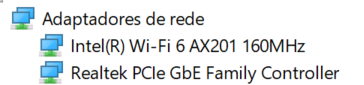 Adaptadores de rede
Intel(R) Wi-Fi 6 AX201 160MHz
Realtek PCIe GbE Family Controller